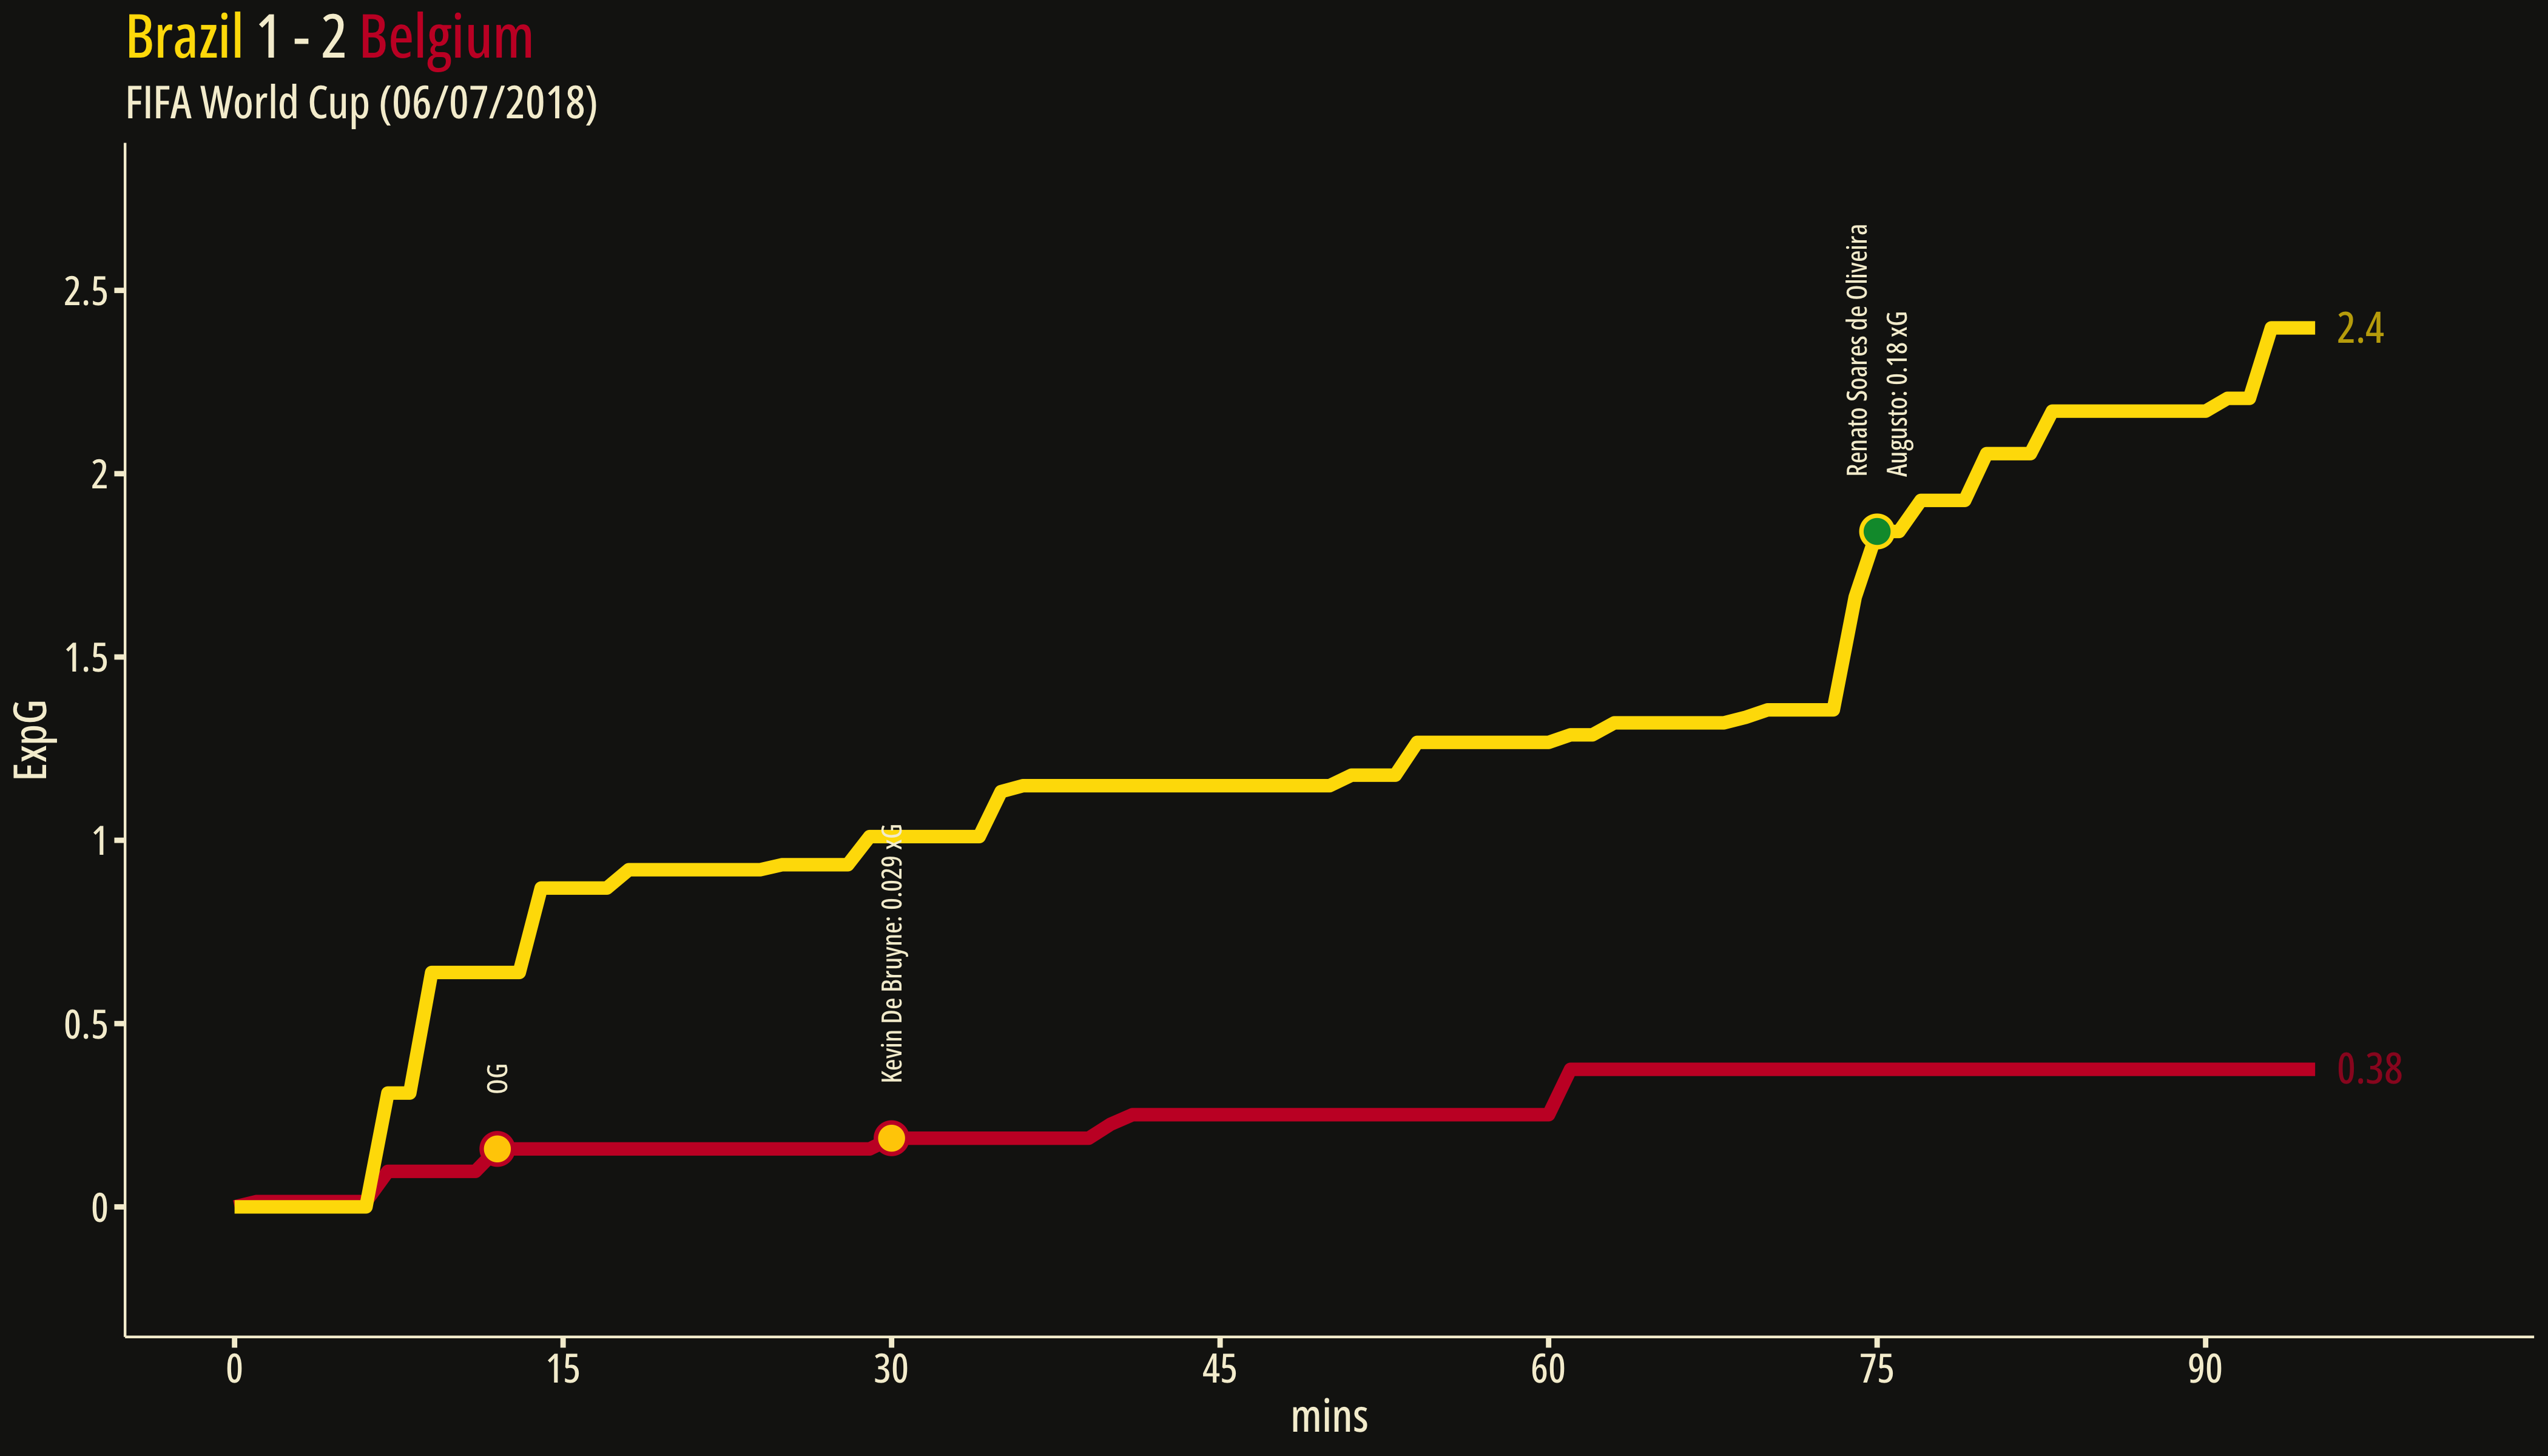 Brazil 1 - 2 Belgium
FIFA World Cup (06/07/2018)
ExpG
2.5
2
1.5
1
0.5
0
OG
Kevin De Bruyne: 0.029 xG
Renato Soares de Oliveira
Augusto: 0.18 xG
2.4
0.38
0 15 30 45 60 75 90
mins